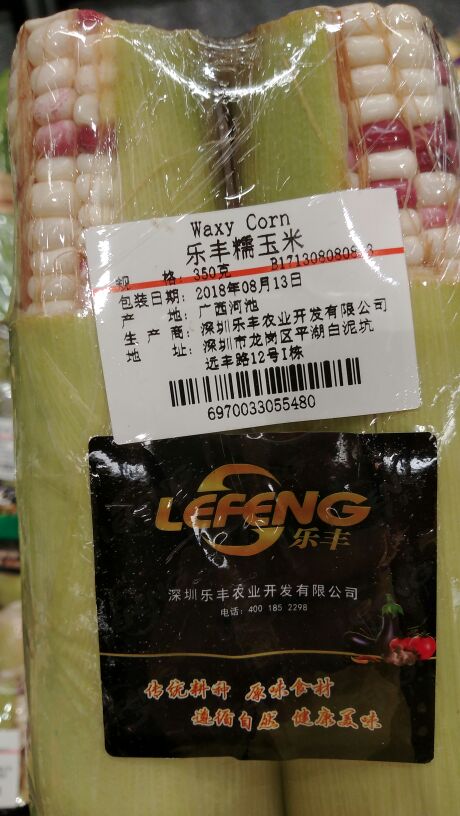 Waxy Corn
乐丰糯玉米
规 格: 350克 B171308080883
包装日期: 2018年08月13日
产 地: 广西河池
生 产 商: 深圳乐丰农业开发有限公司
地 址: 深圳市龙岗区平湖白泥坑
远丰路12号I栋
6970033055480
LEFENG
乐丰
深圳乐丰农业开发有限公司
电话: 400 185 2298
传统耕种 原味食材
遵循自然 健康美味